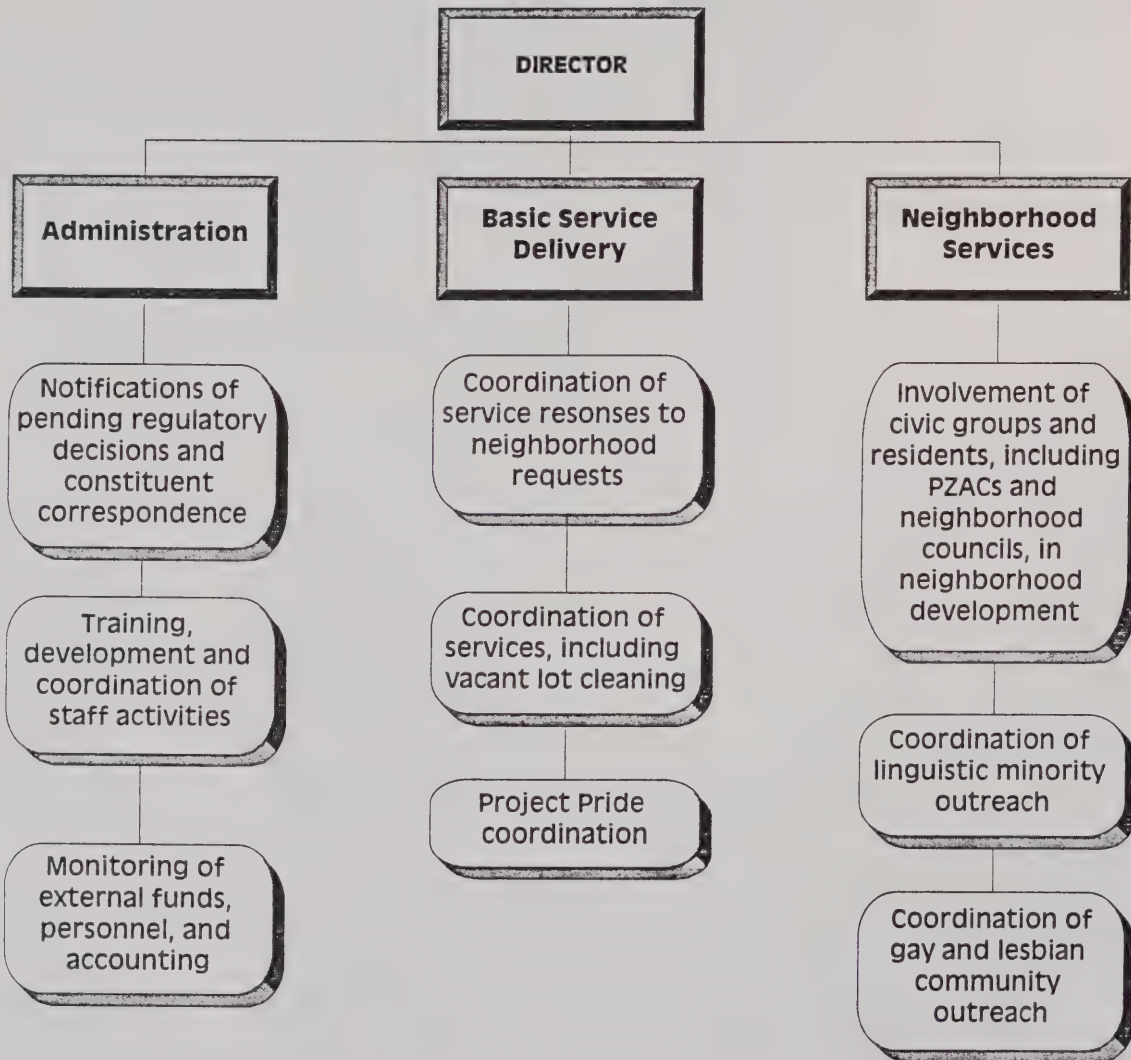 DIRECTOR
Administration
Notifications of
pending regulatory
decisions and
constituent
correspondence
Training,
development and
coordination of
staff activities
Monitoring of
external funds,
personnel, and
accounting
Basic Service
Delivery
Coordination of
service resonses to
neighborhood
requests
Coordination of
services, including
vacant lot cleaning
Project Pride
coordination
Neighborhood
Services
Involvement of
civic groups and
residents, including
PZACs and
neighborhood
councils, in
neighborhood
development
Coordination of
linguistic minority
outreach
Coordination of
gay and lesbian
community
outreach